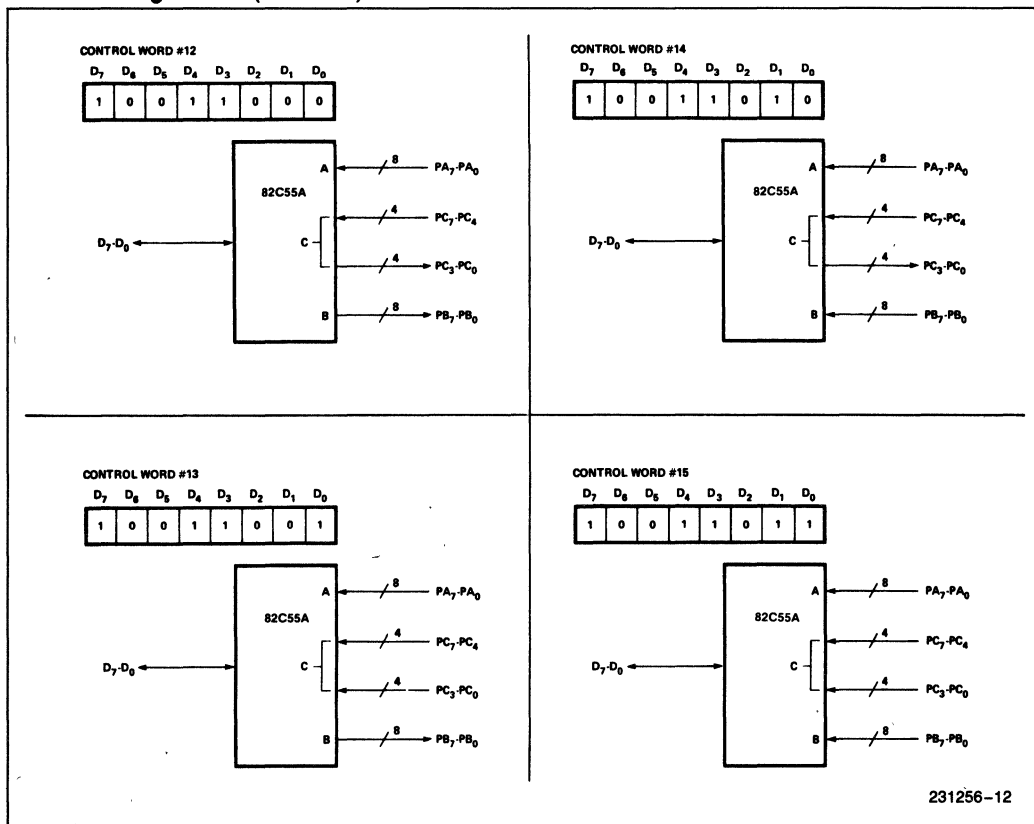 CONTROL WORD #12
D7 D6 D5 D4 D3 D2 D1 D0
1 0 0 1 1 0 0 0
82C55A
A
8
PA7-PA0
4
PC7-PC4
D7-D0
C
4
PC3-PC0
B
8
PB7-PB0
CONTROL WORD #14
D7 D6 D5 D4 D3 D2 D1 D0
1 0 0 1 1 0 1 0
82C55A
A
8
PA7-PA0
4
PC7-PC4
D7-D0
C
4
PC3-PC0
B
8
PB7-PB0
CONTROL WORD #13
D7 D6 D5 D4 D3 D2 D1 D0
1 0 0 1 1 0 0 1
82C55A
A
8
PA7-PA0
4
PC7-PC4
D7-D0
C
4
PC3-PC0
B
8
PB7-PB0
CONTROL WORD #15
D7 D6 D5 D4 D3 D2 D1 D0
1 0 0 1 1 0 1 1
82C55A
A
8
PA7-PA0
4
PC7-PC4
D7-D0
C
4
PC3-PC0
B
8
PB7-PB0
231256-12